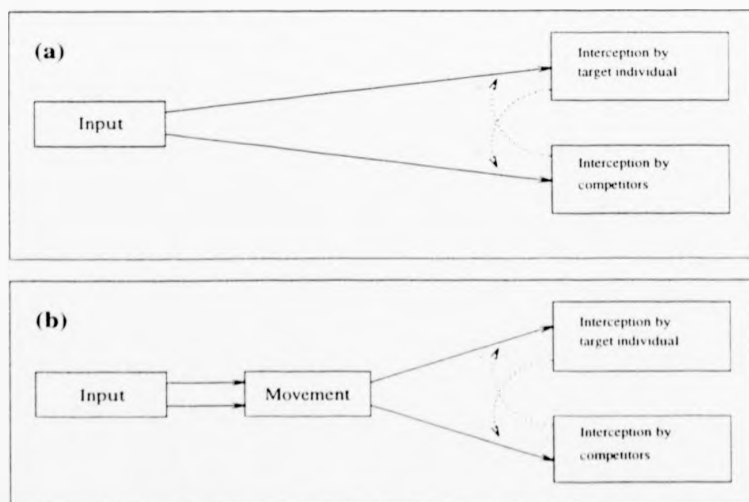 (a)
Input
Interception by
target individual
Interception by
competitors
(b)
Input
Movement
Interception by
target individual
Interception by
competitors